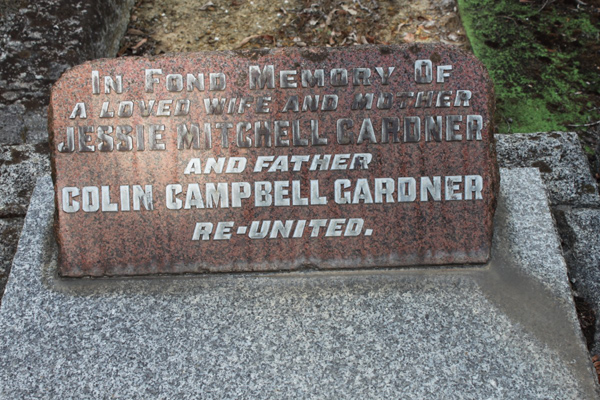 In Fond Memory Of
A LOVED WIFE AND MOTHER
JESSIE MITCHELL GARDNER
AND FATHER
COLIN CAMPBELL GARDNER
RE-UNITED.